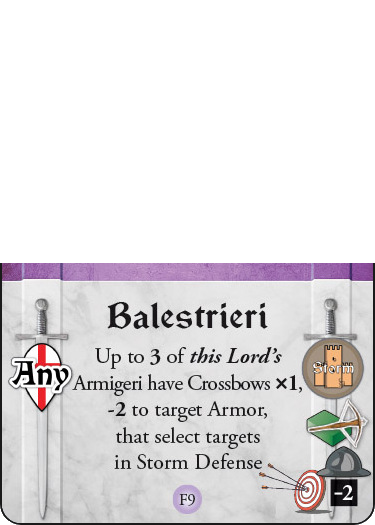 Balestrieri
Up to 3 of this Lord's
Any
Armigeri have Crossbows ×1,
-2 to target Armor,
that select targets
in Storm Defense
Storm
F9
-2